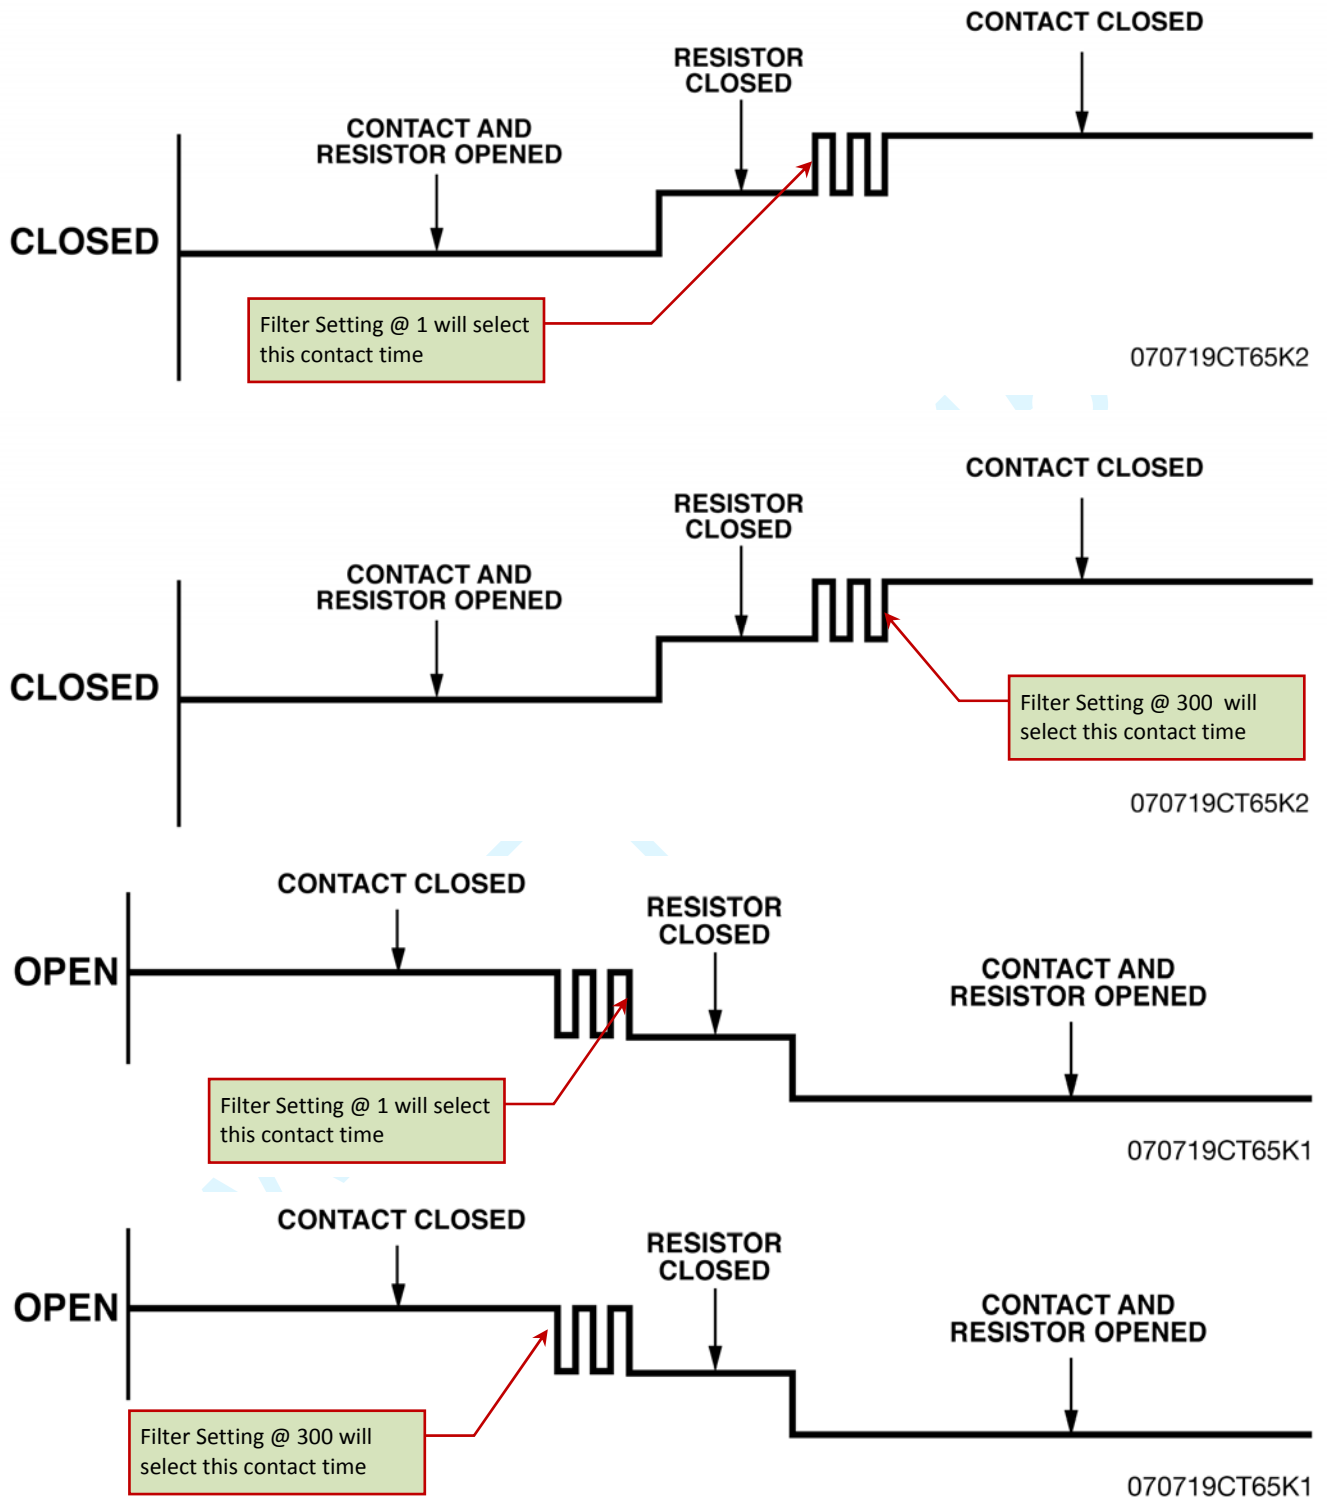 CONTACT CLOSED
RESISTOR
CLOSED
CONTACT AND
RESISTOR OPENED
CLOSED
Filter Setting @ 1 will select
this contact time
070719CT65K2
CONTACT CLOSED
RESISTOR
CLOSED
CONTACT AND
RESISTOR OPENED
CLOSED
Filter Setting @ 300 will
select this contact time
070719CT65K2
CONTACT CLOSED
RESISTOR
CLOSED
OPEN
CONTACT AND
RESISTOR OPENED
Filter Setting @ 1 will select
this contact time
070719CT65K1
CONTACT CLOSED
RESISTOR
CLOSED
OPEN
CONTACT AND
RESISTOR OPENED
Filter Setting @ 300 will
select this contact time
070719CT65K1